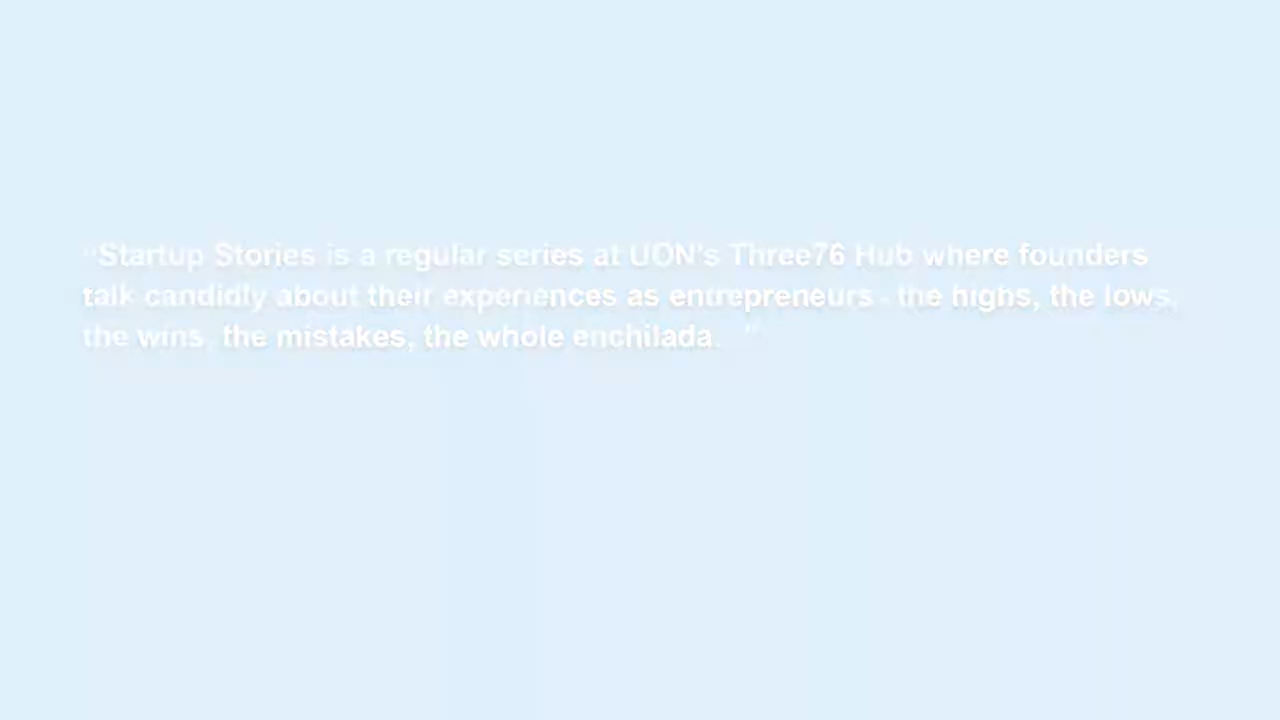 "Startup Stories is a regular series at UON's Three76 Hub where founders
talk candidly about their experiences as entrepreneurs - the highs, the lows,
the wins, the mistakes, the whole enchilada. "